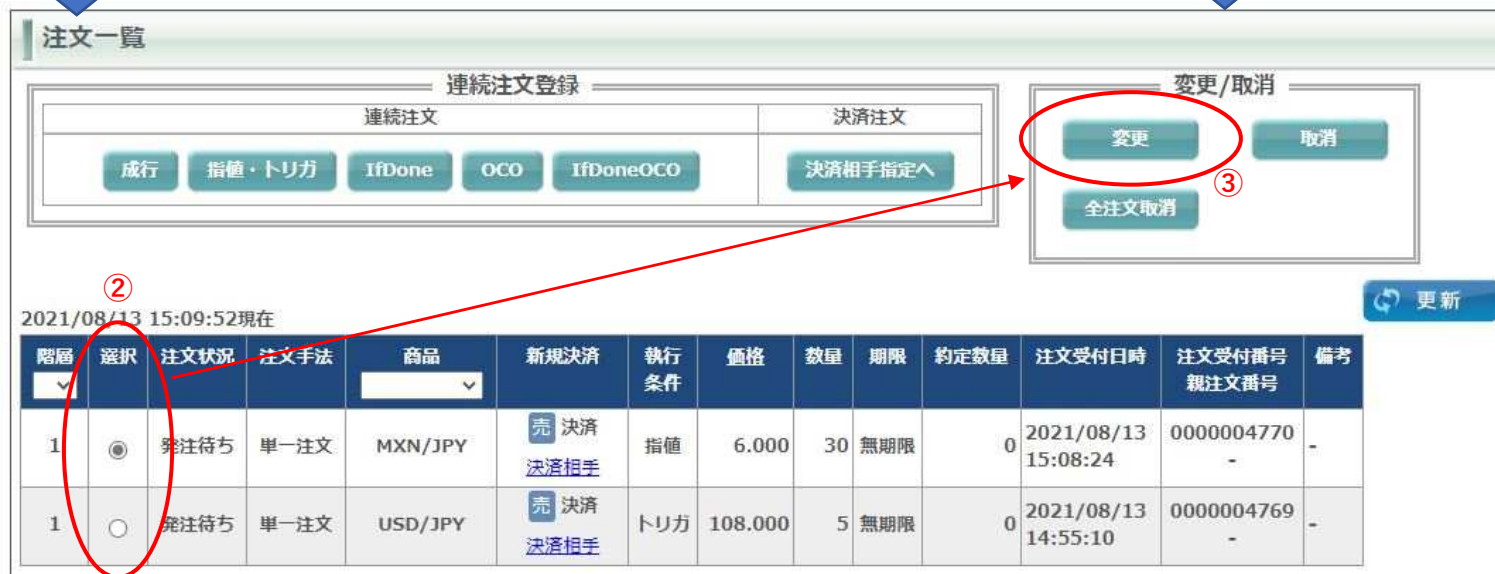 注文一覧
連続注文登録
変更/取消
連続注文 決済注文
成行 指値・トリガ IfDone OCO IfDoneOCO 決済相手指定へ
変更 取消
③
全注文取消
②
更新
2021/08/13 15:09:52現在
階層 選択 注文状況 注文手法 商品 新規決済 執行条件 価格 数量 期限 約定数量 注文受付日時 注文受付番号 備考
親注文番号
1 発注待ち 単一注文 MXN/JPY 売 決済 指値 6.000 30 無期限 0 2021/08/13 0000004770 -
決済相手 15:08:24 -
1 発注待ち 単一注文 USD/JPY 売 決済 トリガ 108.000 5 無期限 0 2021/08/13 0000004769 -
決済相手 14:55:10 -